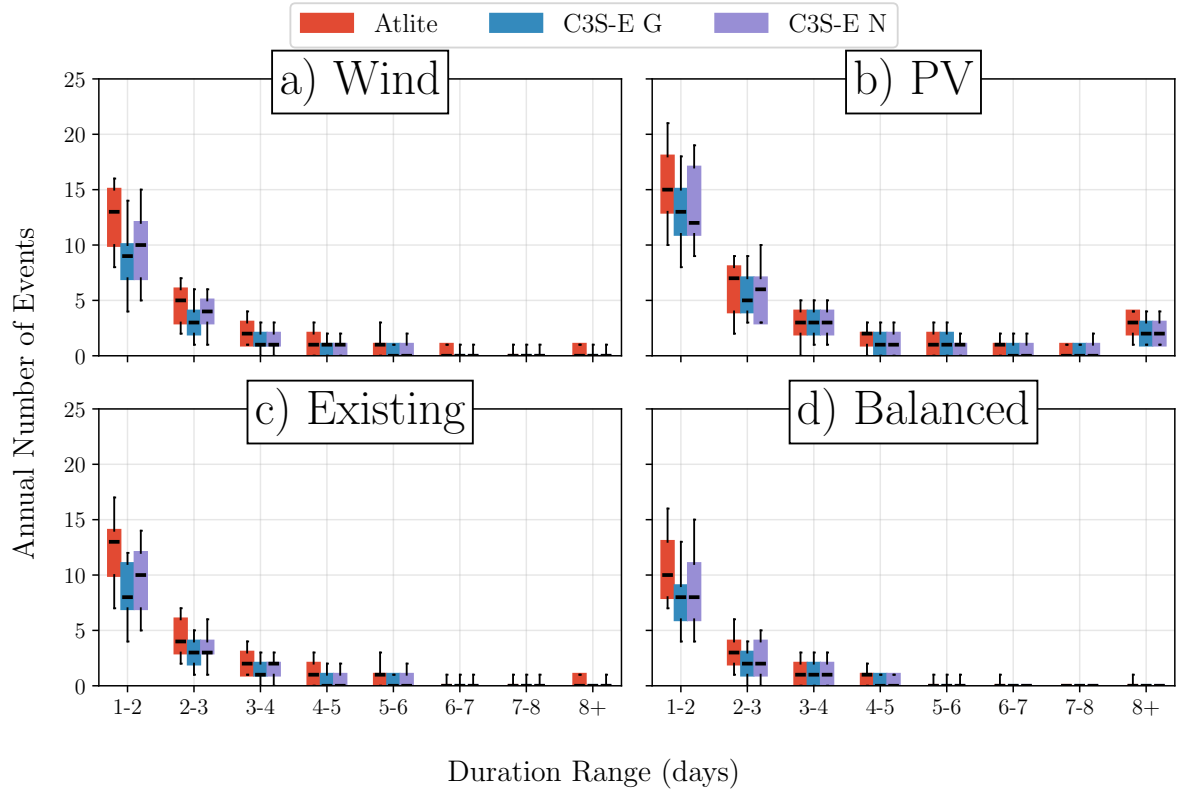 Atlite C3S-E G C3S-E N
a) Wind
b) PV
25
20
15
10
5
0
c) Existing
d) Balanced
25
20
15
10
5
0
1-2 2-3 3-4 4-5 5-6 6-7 7-8 8+
1-2 2-3 3-4 4-5 5-6 6-7 7-8 8+
Annual Number of Events
Duration Range (days)